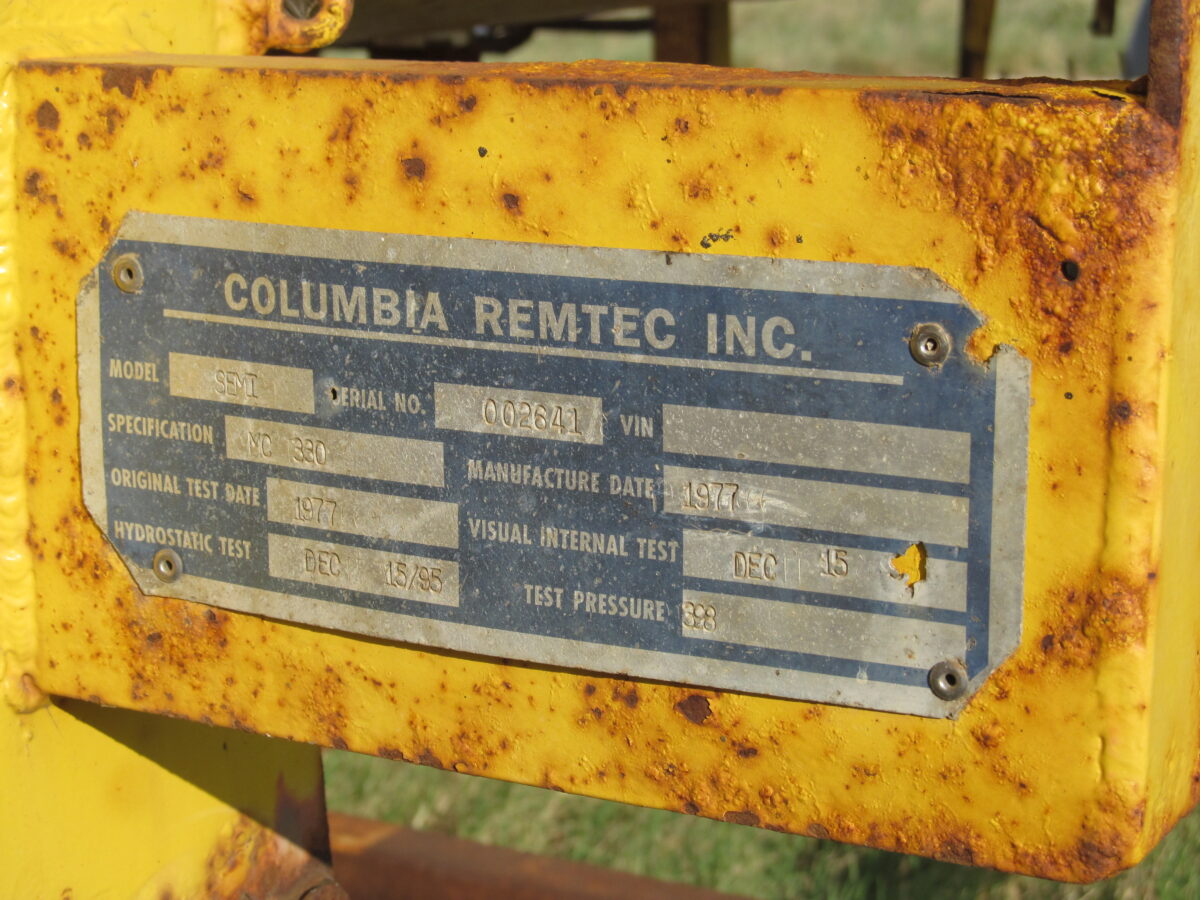 COLUMBIA REMTEC INC.
MODEL SEMI SERIAL NO. 002641 VIN
SPECIFICATION MC 330 MANUFACTURE DATE 1977
ORIGINAL TEST DATE 1977 VISUAL INTERNAL TEST DEC 15
HYDROSTATIC TEST DEC 15/95 TEST PRESSURE